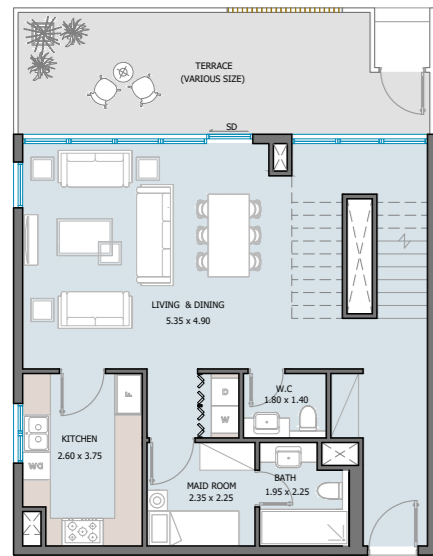 TERRACE
(VARIOUS SIZE)
SD
LIVING & DINING
5.35 x 4.90
W.C
1.80 x 1.40
D
W
F
KITCHEN
2.60 x 3.75
DW
MAID ROOM
2.35 x 2.25
BATH
1.95 x 2.25